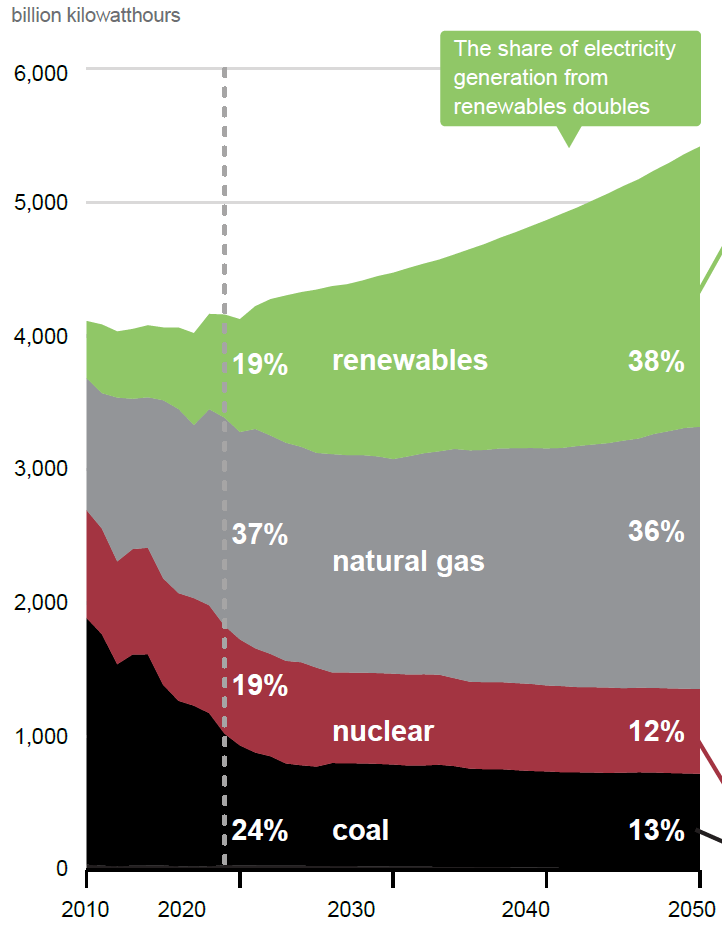 billion kilowatthours
6,000
The share of electricity
generation from
renewables doubles
5,000
4,000
19%
renewables
38%
3,000
37%
natural gas
36%
2,000
19%
nuclear
12%
1,000
24%
coal
13%
0
2010
2020
2030
2040
2050